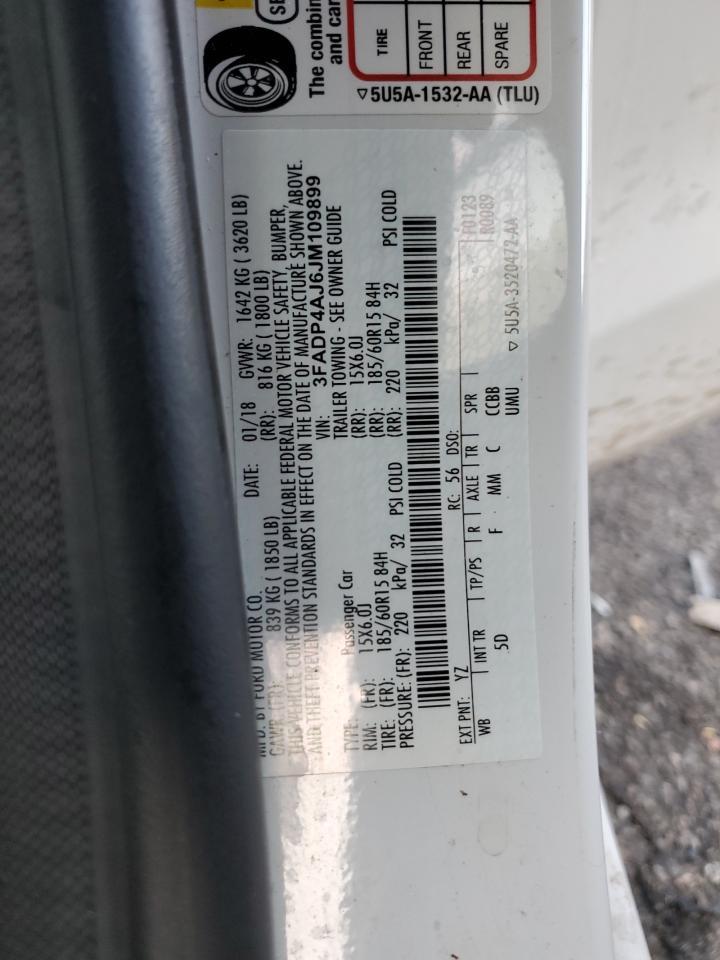 SE
The combin
and car
TIRE
FRONT
REAR
SPARE
▽5U5A-1532-AA (TLU)
MFD. BY FORD MOTOR CO.
DATE: 01/18 GVWR: 1642 KG ( 3620 LB)
GAWR (FR): 839 KG ( 1850 LB) (RR): 816 KG ( 1800 LB)
THIS VEHICLE CONFORMS TO ALL APPLICABLE FEDERAL MOTOR VEHICLE SAFETY, BUMPER,
AND THEFT PREVENTION STANDARDS IN EFFECT ON THE DATE OF MANUFACTURE SHOWN ABOVE.
VIN: 3FADP4AJ6JM109899
TYPE: Passenger Car TRAILER TOWING - SEE OWNER GUIDE
RIM: (FR): 15X6.0J (RR): 15X6.0J
TIRE: (FR): 185/60R15 84H (RR): 185/60R15 84H
PRESSURE: (FR): 220 kPa/ 32 PSI COLD (RR): 220 kPa/ 32 PSI COLD
EXT PNT: YZ RC: 56 DSO: F0123
WB INT TR TP/PS R AXLE TR SPR R0089
5D F MM C CCBB
UMU ▽ 5U5A-3520472-AA